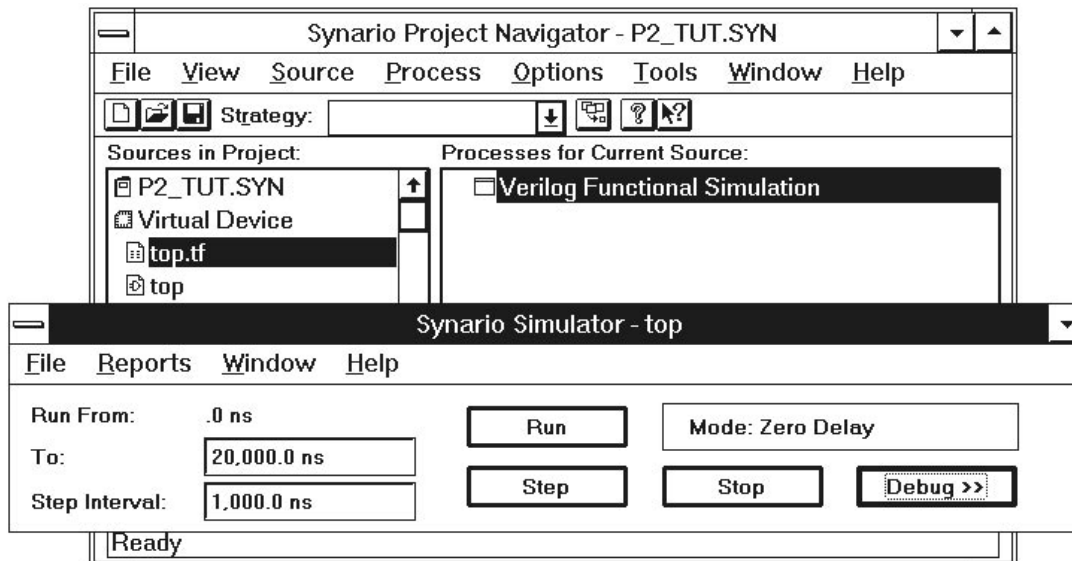 Synario Project Navigator - P2_TUT.SYN
File View Source Process Options Tools Window Help
Strategy:
Sources in Project: Processes for Current Source:
P2_TUT.SYN Verilog Functional Simulation
Virtual Device
top.tf
top
Synario Simulator - top
File Reports Window Help
Run From: .0 ns Run Mode: Zero Delay
To: 20,000.0 ns
Step Interval: 1,000.0 ns Step Stop Debug >>
Ready